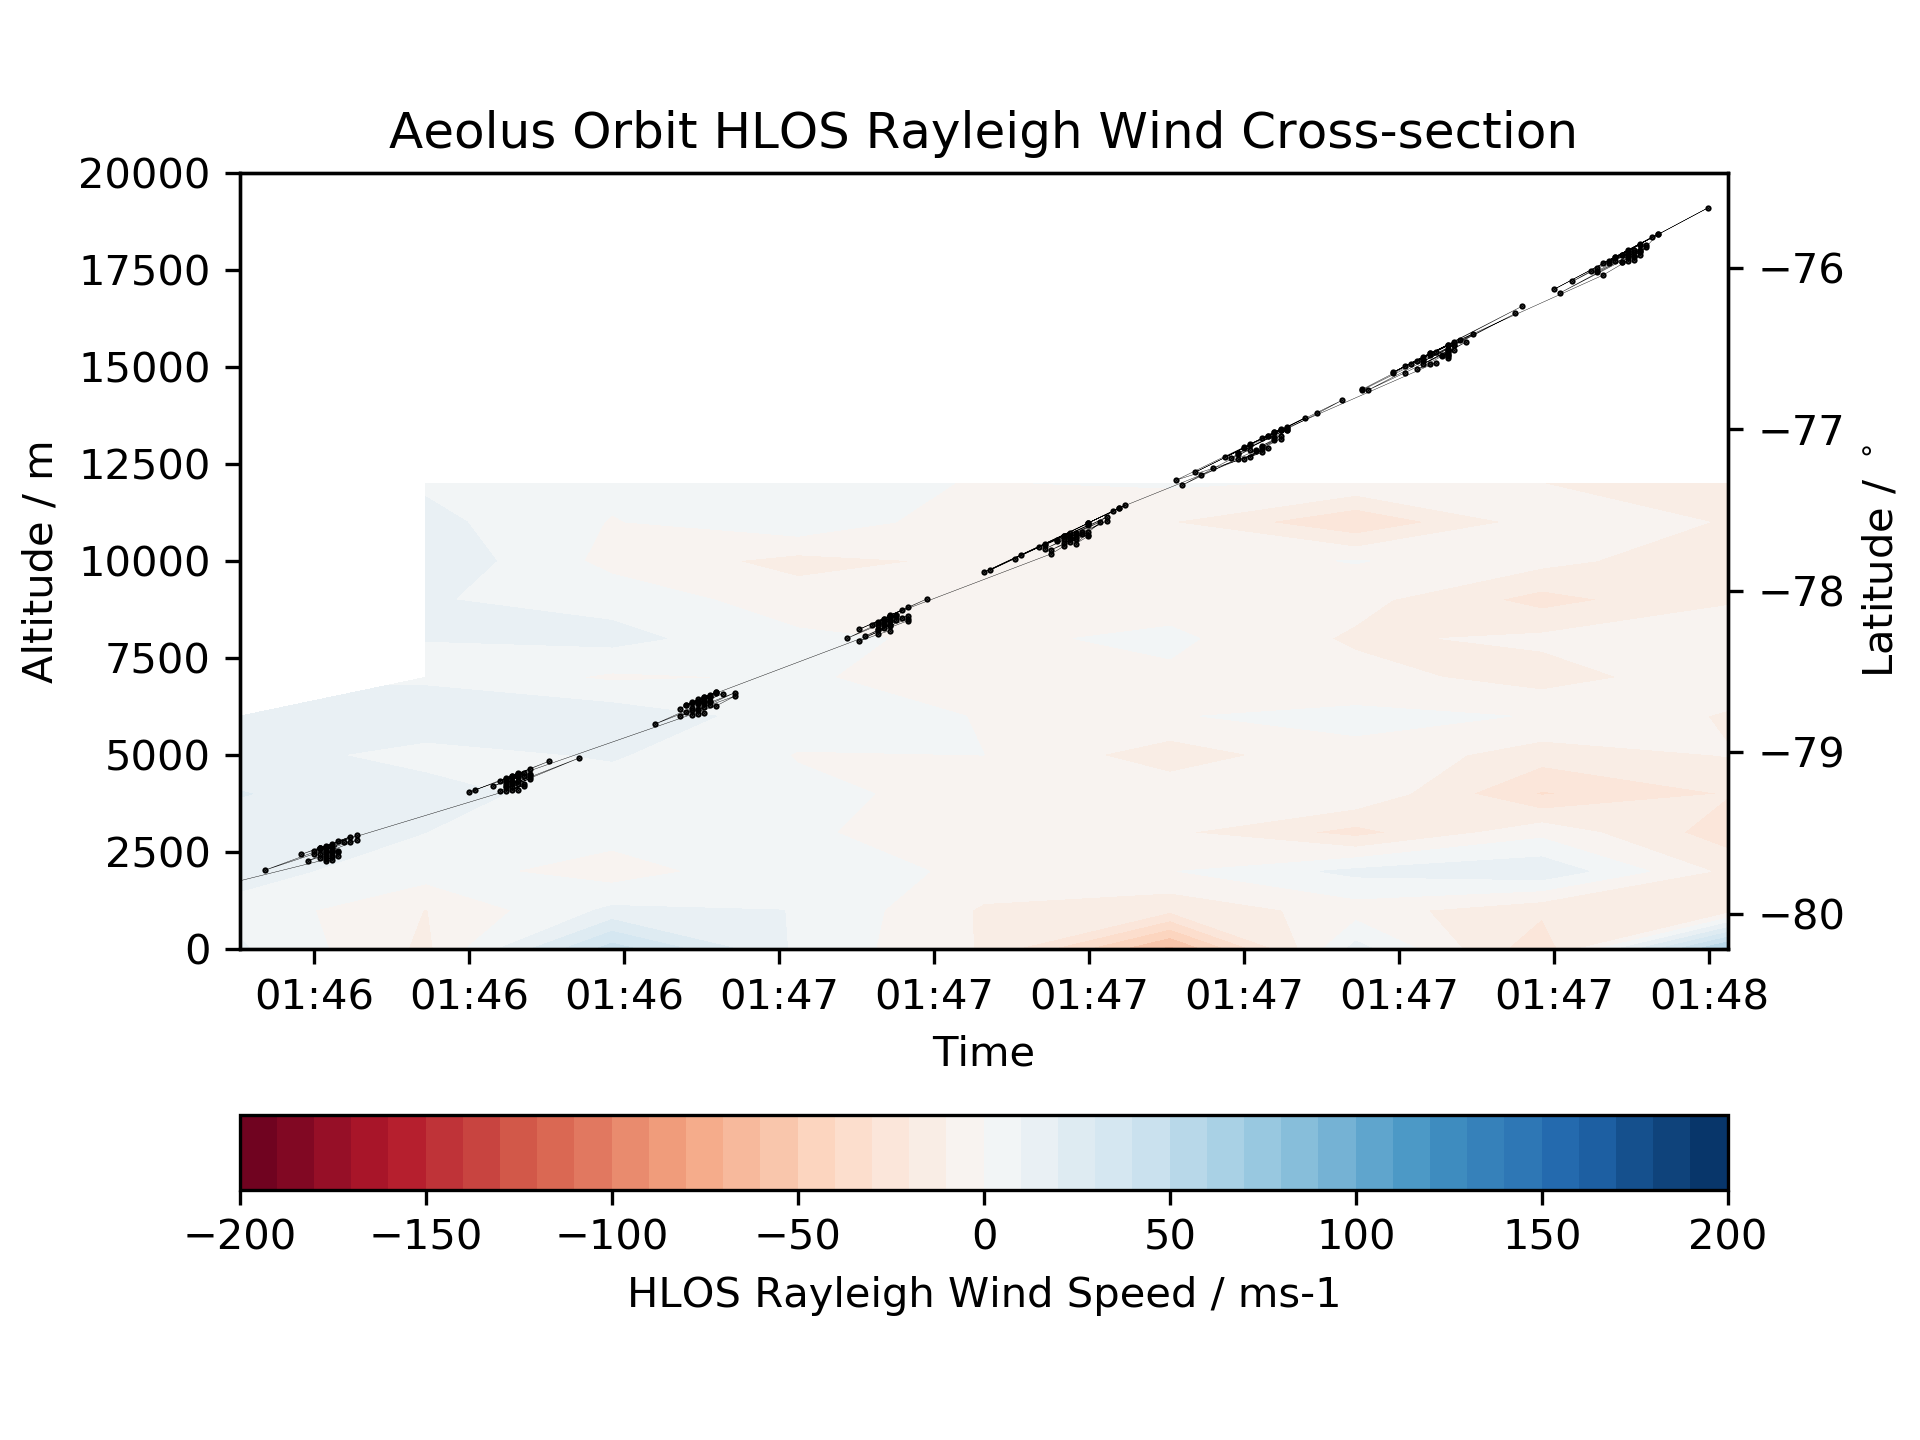 Aeolus Orbit HLOS Rayleigh Wind Cross-section
20000
17500
15000
12500
10000
7500
5000
2500
0
Altitude / m
−76
−77
−78
−79
−80
Latitude / °
01:46 01:46 01:46 01:47 01:47 01:47 01:47 01:47 01:47 01:48
Time
−200 −150 −100 −50 0 50 100 150 200
HLOS Rayleigh Wind Speed / ms-1